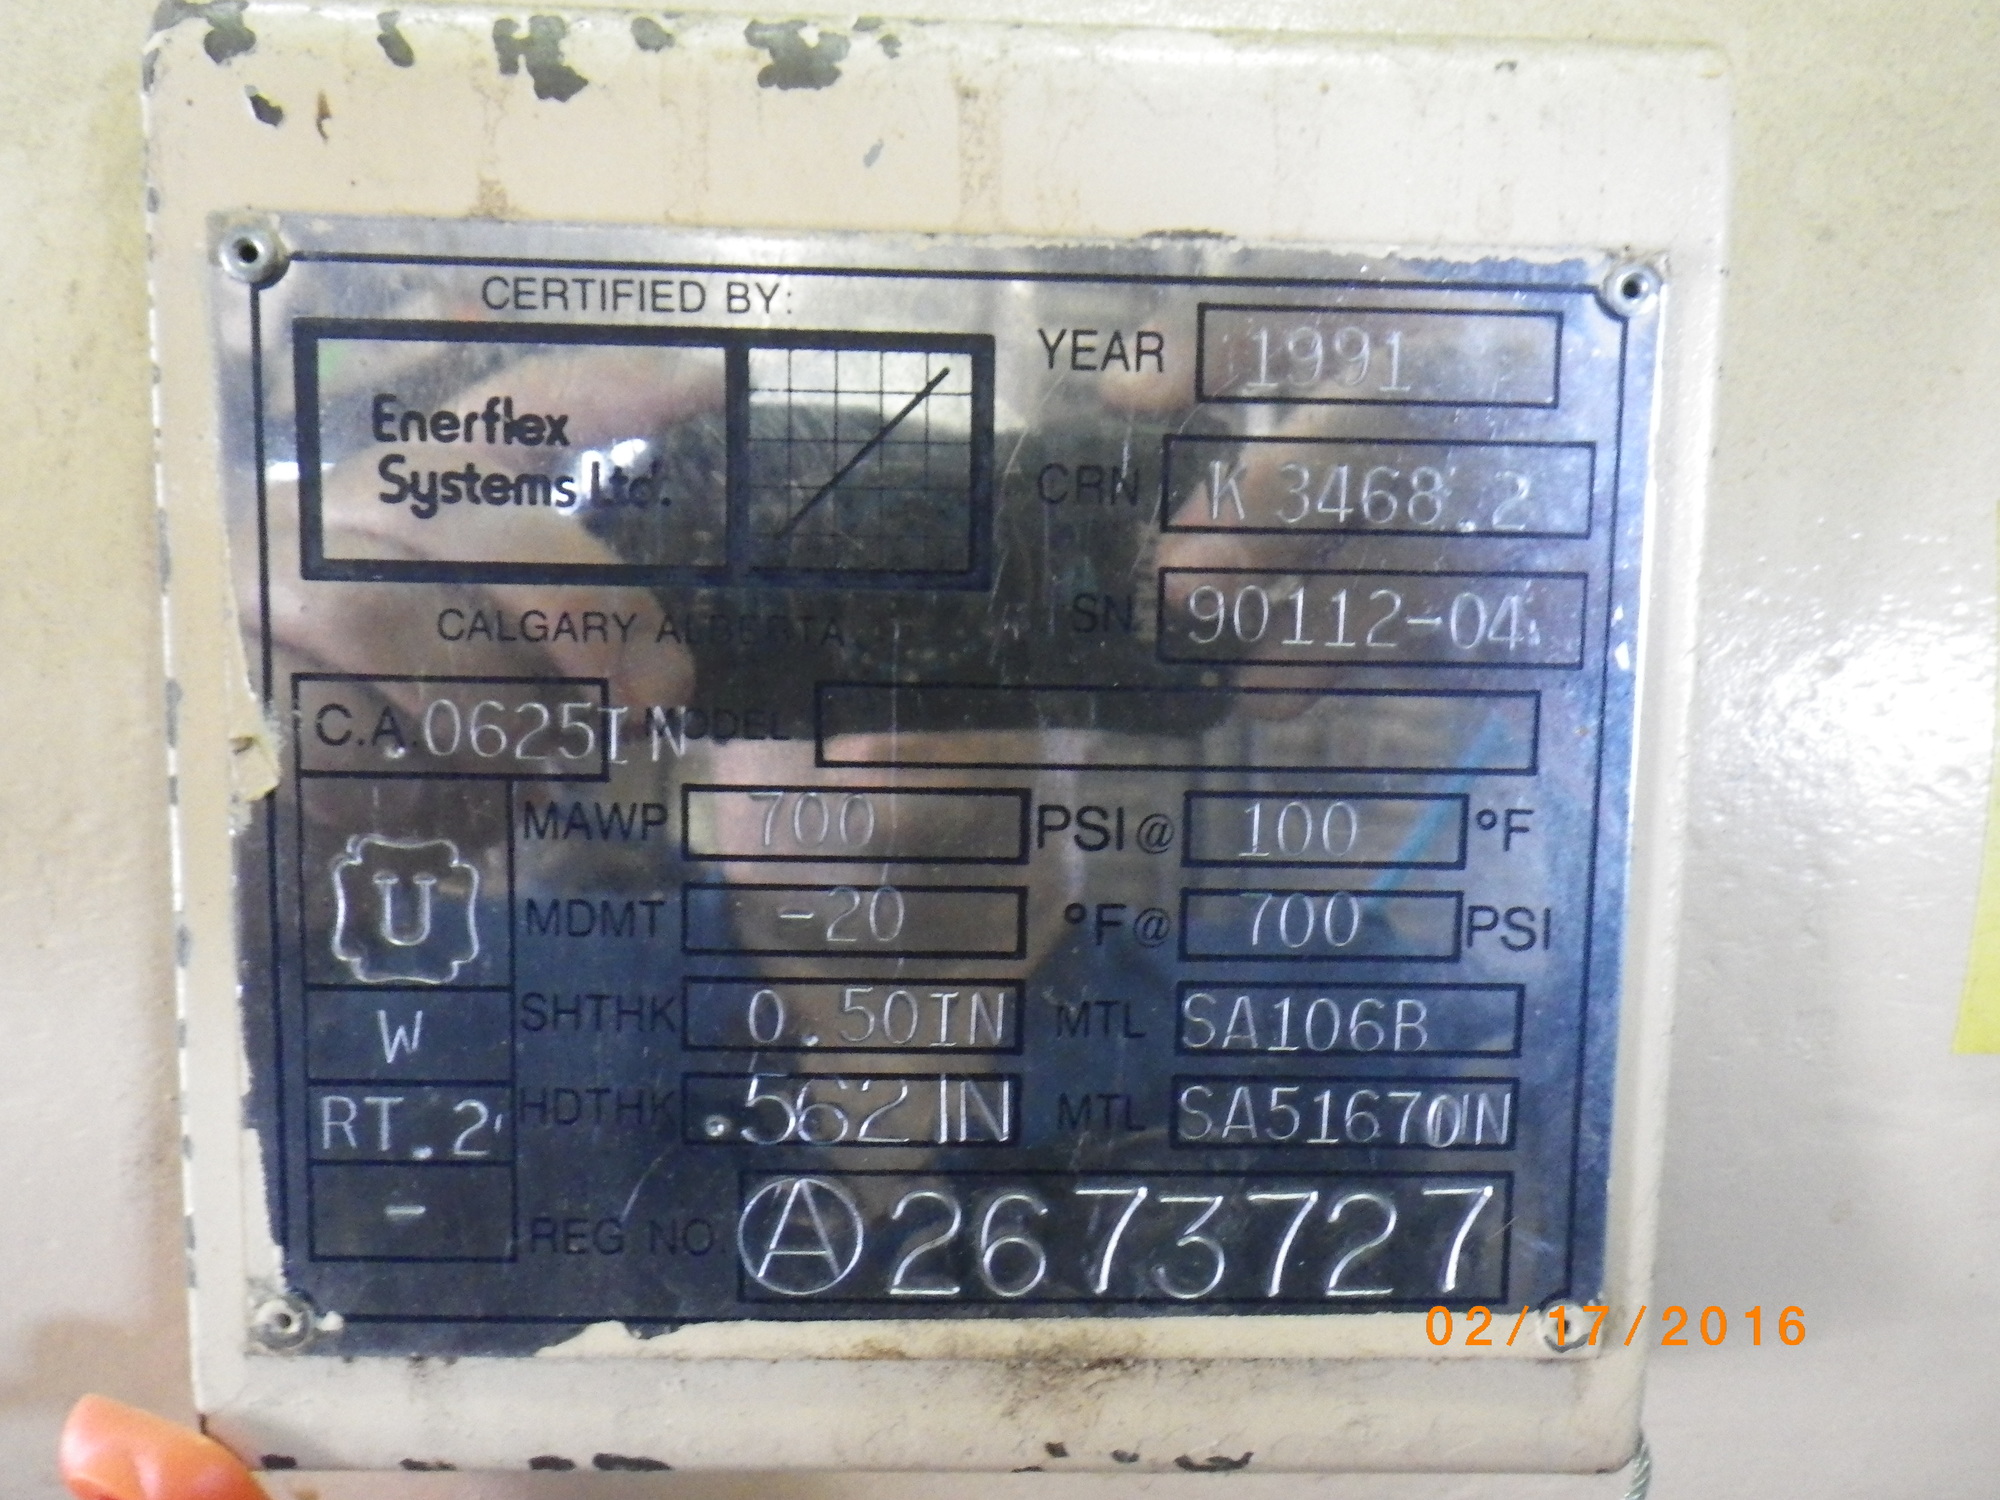 CERTIFIED BY:
Enerflex
Systems Ltd.
CALGARY ALBERTA
YEAR 1991
CRN K 3468.2
SN 90112-04
C.A. .0625IN MODEL
MAWP 700 PSI @ 100 °F
MDMT -20 °F @ 700 PSI
U
SHTHK 0.50IN MTL SA106B
W
HDTHK .562IN MTL SA51670N
RT.2
-
REG NO. A 2673727
02/17/2016